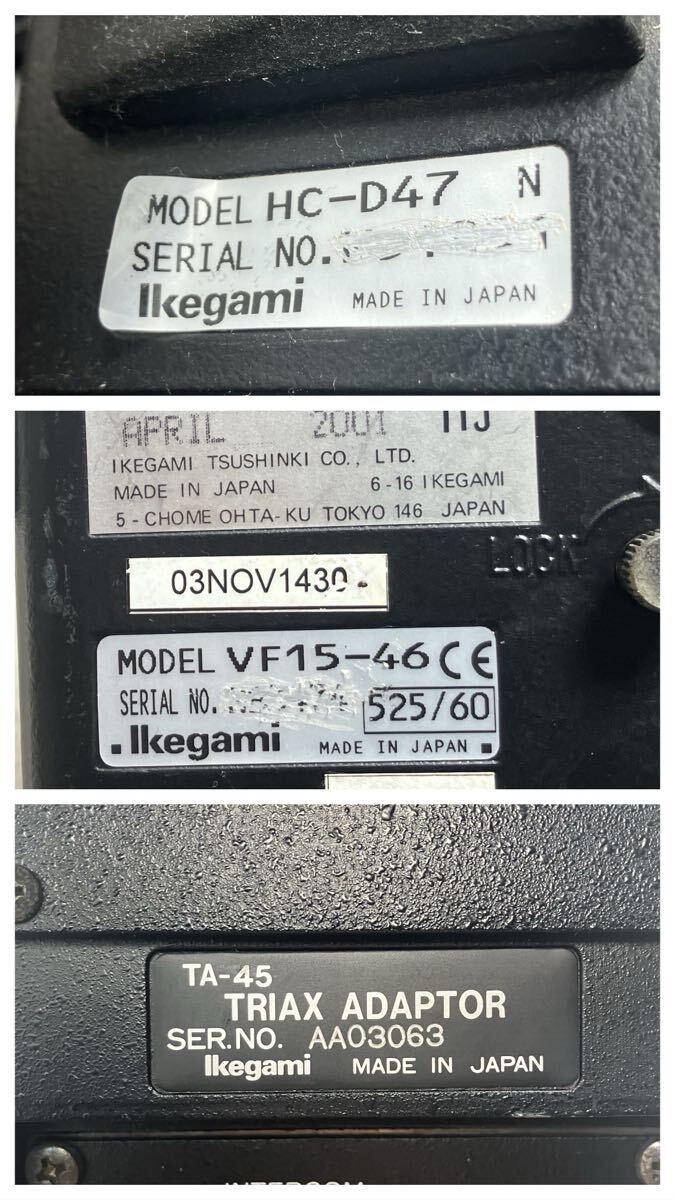 MODEL HC-D47 N
SERIAL NO.
Ikegami MADE IN JAPAN
APRIL 2001 ITJ
IKEGAMI TSUSHINKI CO., LTD.
MADE IN JAPAN 6-16 IKEGAMI
5-CHOME OHTA-KU TOKYO 146 JAPAN
LOCK
03NOV1430
MODEL VF15-46 CE
SERIAL NO. 525/60
Ikegami MADE IN JAPAN
TA-45
TRIAX ADAPTOR
SER.NO. AA03063
Ikegami MADE IN JAPAN
INTERCOM